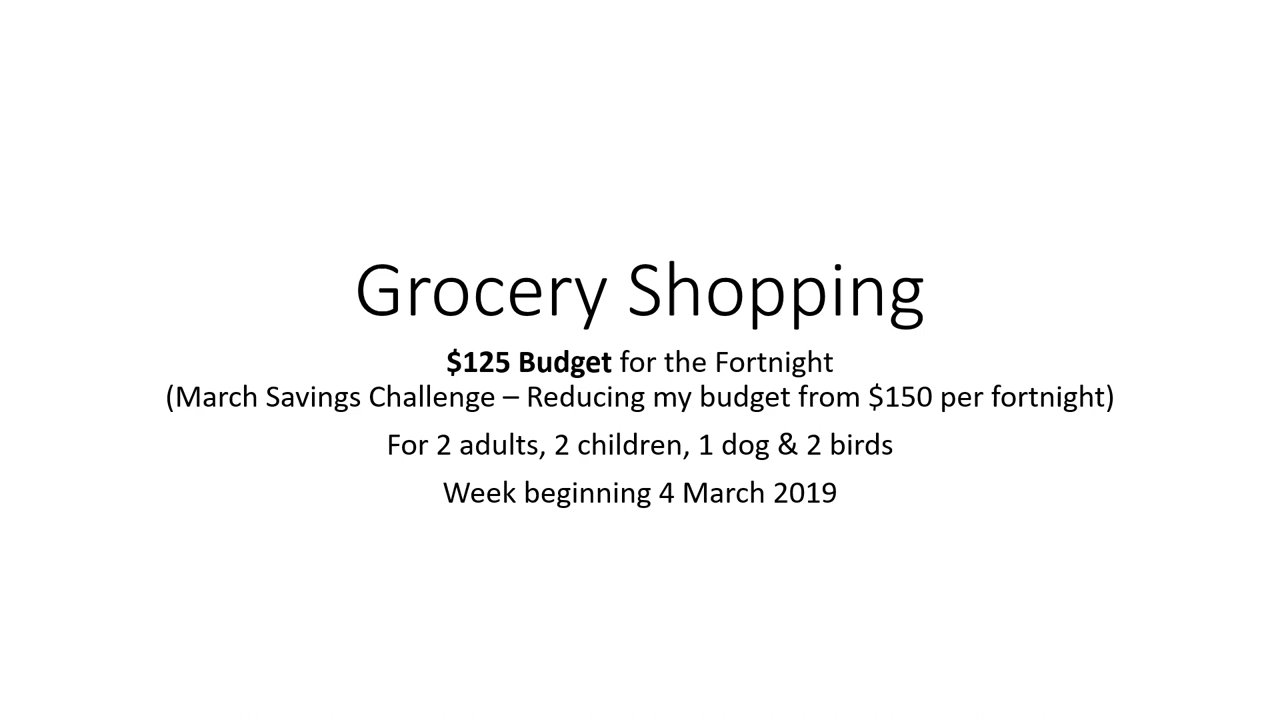 Grocery Shopping
$125 Budget for the Fortnight
(March Savings Challenge – Reducing my budget from $150 per fortnight)
For 2 adults, 2 children, 1 dog & 2 birds
Week beginning 4 March 2019